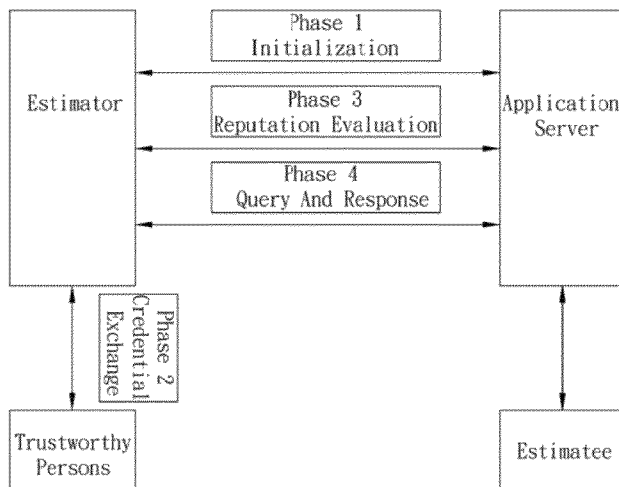 Phase 1
Initialization
Estimator
Phase 3
Reputation Evaluation
Application
Server
Phase 4
Query And Response
Phase 2
Credential
Exchange
Trustworthy
Persons
Estimatee